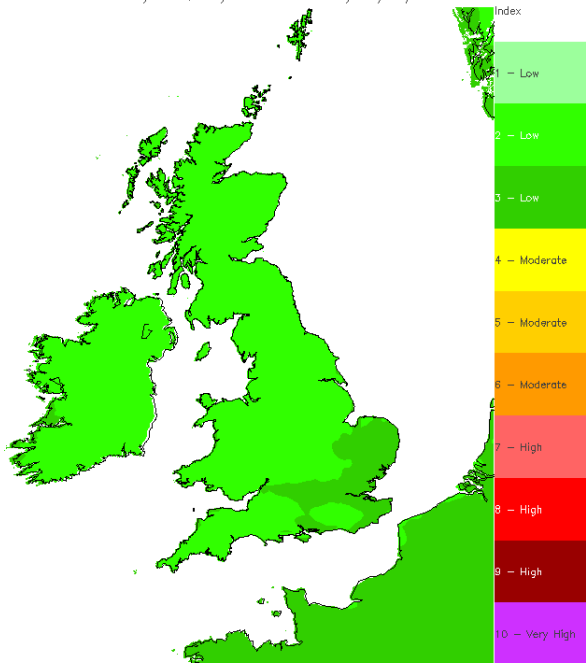 Index
1 – Low
2 – Low
3 – Low
4 – Moderate
5 – Moderate
6 – Moderate
7 – High
8 – High
9 – High
10 – Very High